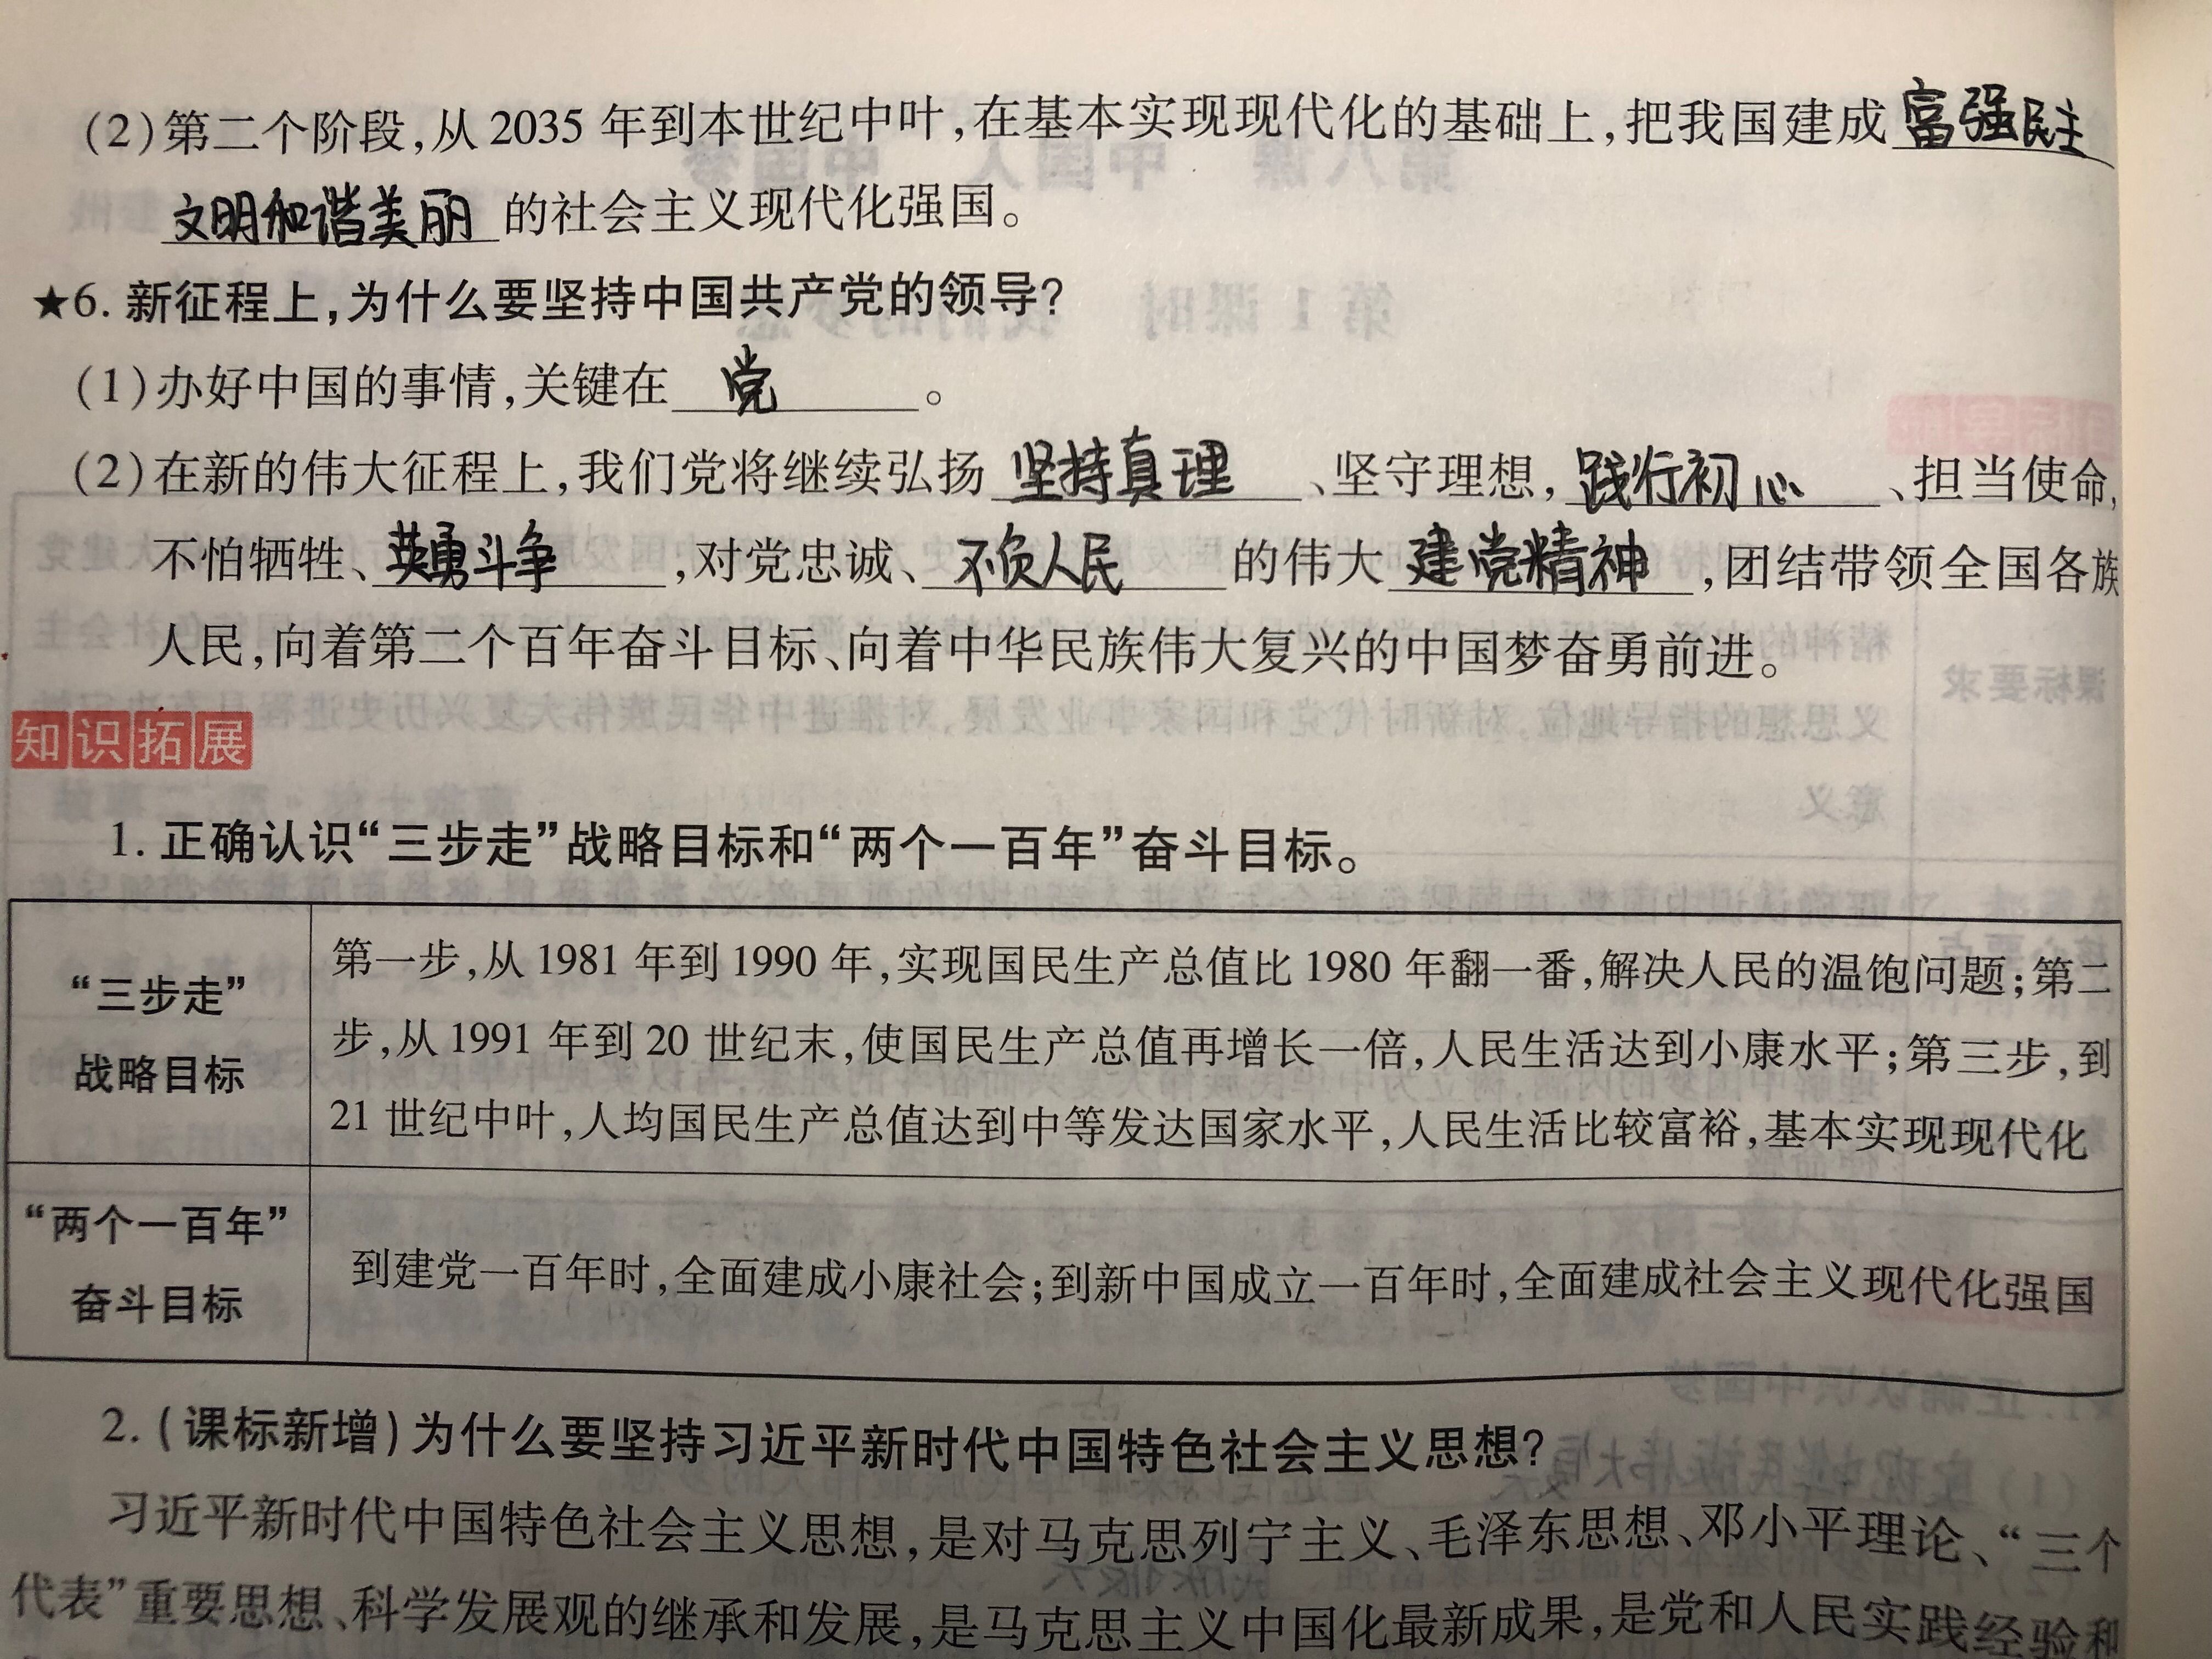 (2)第二个阶段,从2035年到本世纪中叶,在基本实现现代化的基础上,把我国建成富强民主
文明和谐美丽的社会主义现代化强国。
★6.新征程上,为什么要坚持中国共产党的领导?
(1)办好中国的事情,关键在党。
(2)在新的伟大征程上,我们党将继续弘扬坚持真理、坚守理想,践行初心、担当使命,
不怕牺牲、英勇斗争,对党忠诚、不负人民的伟大建党精神,团结带领全国各族
人民,向着第二个百年奋斗目标、向着中华民族伟大复兴的中国梦奋勇前进。
知识拓展
1.正确认识“三步走”战略目标和“两个一百年”奋斗目标。
“三步走”
战略目标
第一步,从1981年到1990年,实现国民生产总值比1980年翻一番,解决人民的温饱问题;第二
步,从1991年到20世纪末,使国民生产总值再增长一倍,人民生活达到小康水平;第三步,到
21世纪中叶,人均国民生产总值达到中等发达国家水平,人民生活比较富裕,基本实现现代化
“两个一百年”
奋斗目标
到建党一百年时,全面建成小康社会;到新中国成立一百年时,全面建成社会主义现代化强国
2.(课标新增)为什么要坚持习近平新时代中国特色社会主义思想?
习近平新时代中国特色社会主义思想,是对马克思列宁主义、毛泽东思想、邓小平理论、“三个
代表”重要思想、科学发展观的继承和发展,是马克思主义中国化最新成果,是党和人民实践经验和